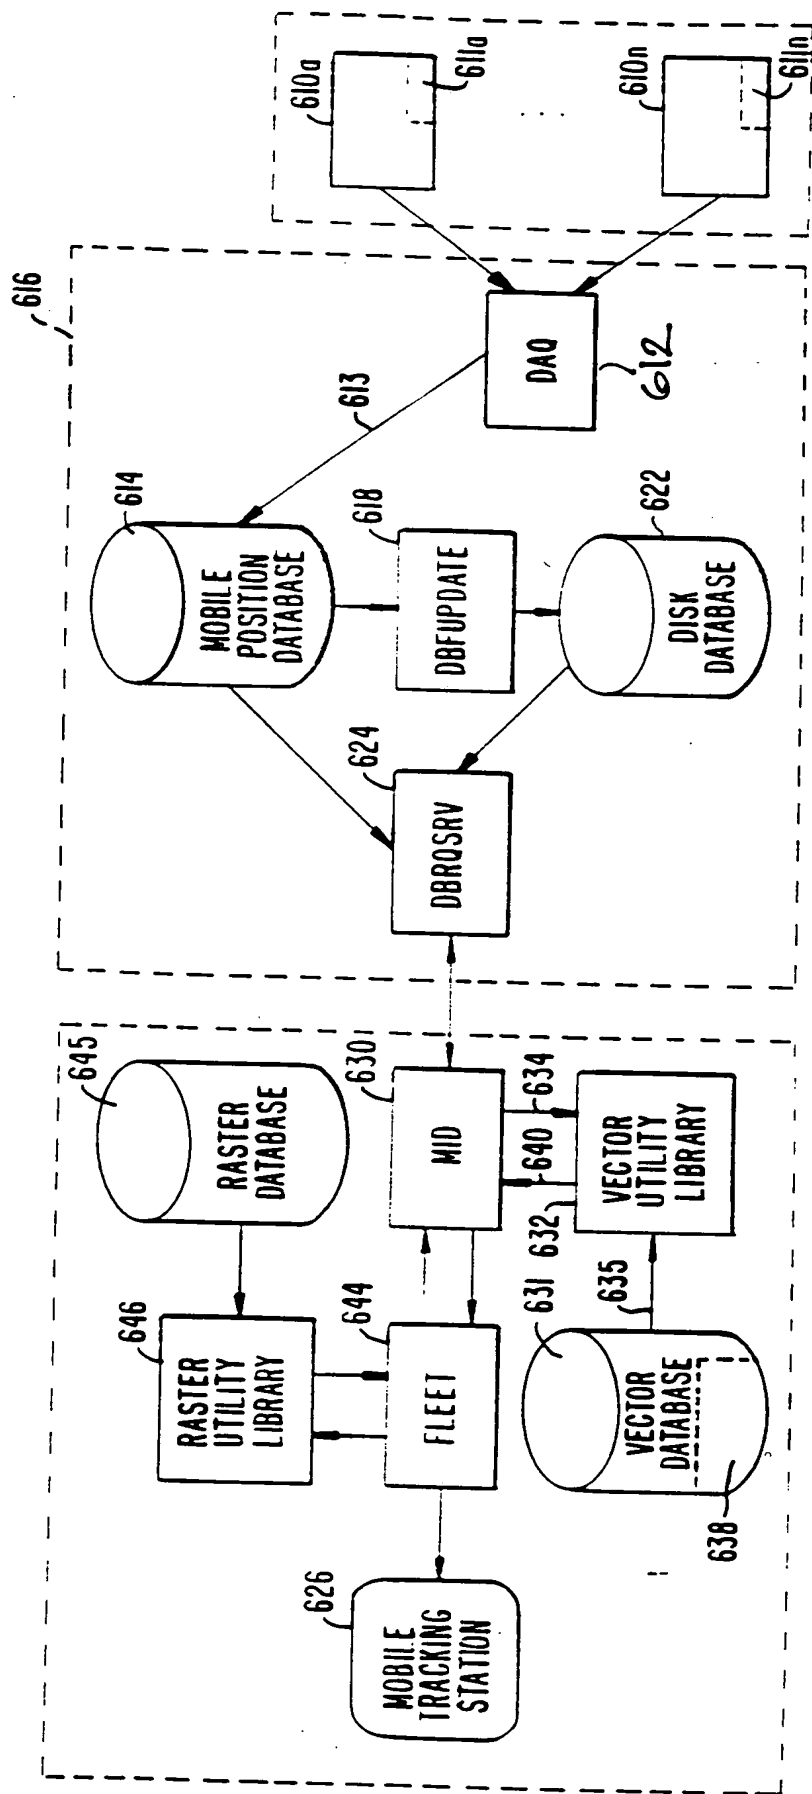 616
645
RASTER
DATABASE
646
RASTER
UTILITY
LIBRARY
626
MOBILE
TRACKING
STATION
644
FLEET
630
MID
634
640
632
VECTOR
UTILITY
LIBRARY
631
635
VECTOR
DATABASE
638
614
MOBILE
POSITION
DATABASE
613
624
DBRQSRV
618
DBFUPDATE
622
DISK
DATABASE
DAQ
612
610a
611a
. . .
610n
611n